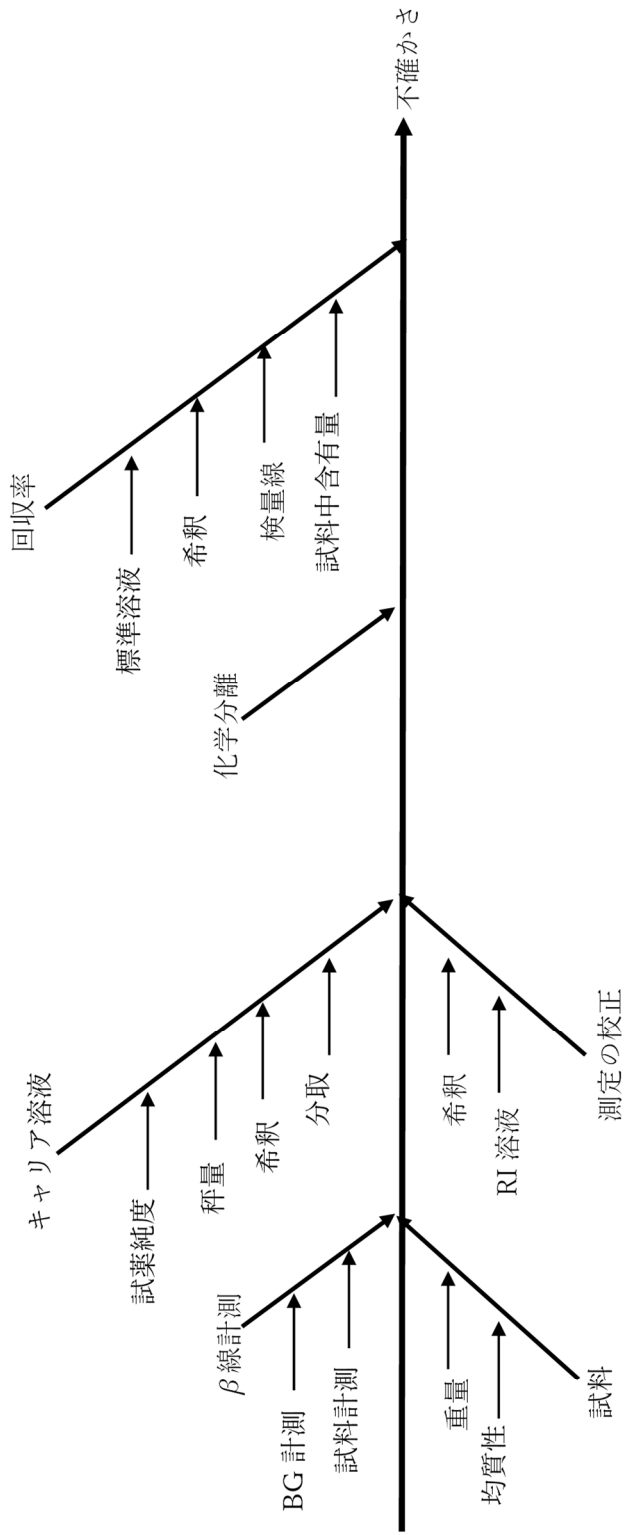 キャリア溶液
試薬純度
秤量
希釈
分取
β線計測
BG 計測
試料計測
化学分離
回収率
標準溶液
希釈
検量線
試料中含有量
不確かさ
重量
均質性
試料
希釈
RI 溶液
測定の校正